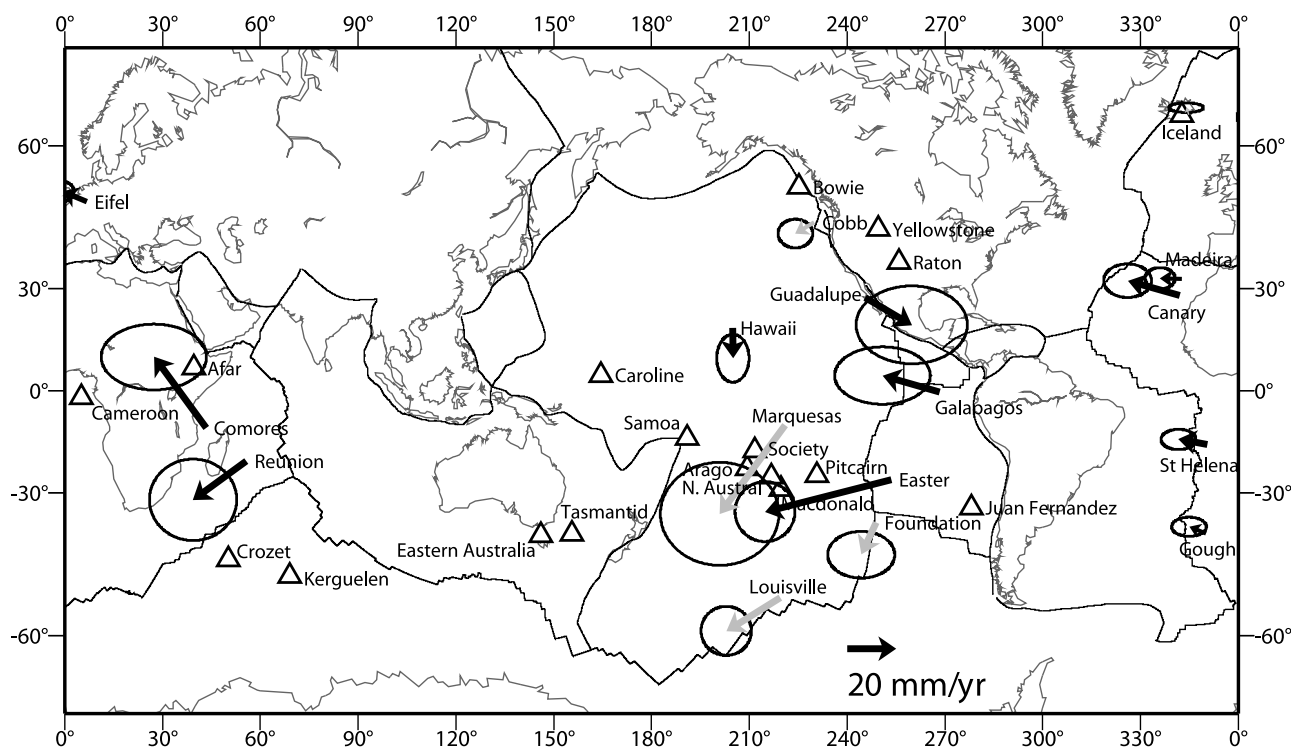 0° 30° 60° 90° 120° 150° 180° 210° 240° 270° 300° 330° 0°
60° 60°
Iceland
Bowie
Eifel
Cobb
Yellowstone
Raton
Madeira
30° 30°
Guadalupe
Canary
Hawaii
Afar
Caroline
0° 0°
Cameroon
Galapagos
Marquesas
Comores
Samoa
Society
Reunion
Arago
Pitcairn
St Helena
Easter
N. Austral
-30° -30°
Macdonald
Juan Fernandez
Tasmantid
Foundation
Eastern Australia
Gough
Crozet
Kerguelen
Louisville
-60° -60°
20 mm/yr
0° 30° 60° 90° 120° 150° 180° 210° 240° 270° 300° 330° 0°